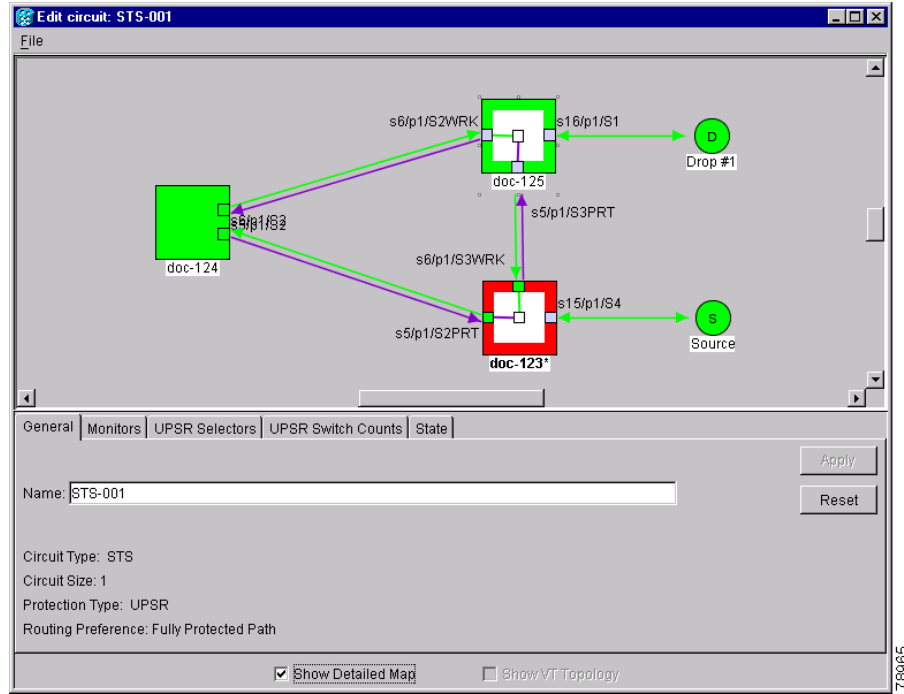 Edit circuit: STS-001
File
s6/p1/S2WRK
s16/p1/S1
D
Drop #1
doc-125
s5/p1/S3PRT
doc-124
s6/p1/S3WRK
s15/p1/S4
S
Source
s5/p1/S2PRT
doc-123*
General
Monitors
UPSR Selectors
UPSR Switch Counts
State
Apply
Name: STS-001
Reset
Circuit Type: STS
Circuit Size: 1
Protection Type: UPSR
Routing Preference: Fully Protected Path
Show Detailed Map
Show VT Topology
78965